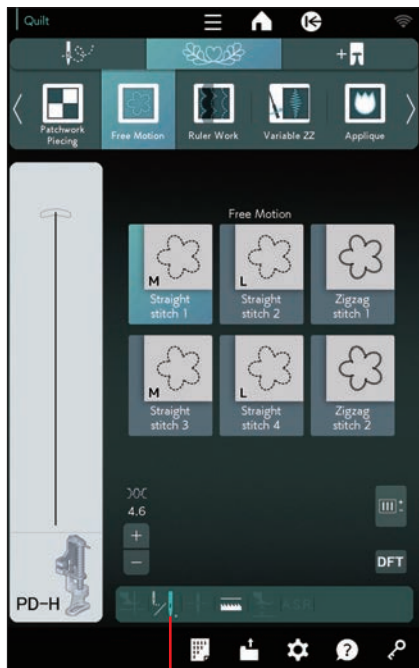 Quilt
Patchwork
Piecing
Free Motion
Ruler Work
Variable ZZ
Applique
Free Motion
M
Straight
stitch 1
L
Straight
stitch 2
Zigzag
stitch 1
M
Straight
stitch 3
L
Straight
stitch 4
Zigzag
stitch 2
4.6
+
−
DFT
PD-H
A.S.R